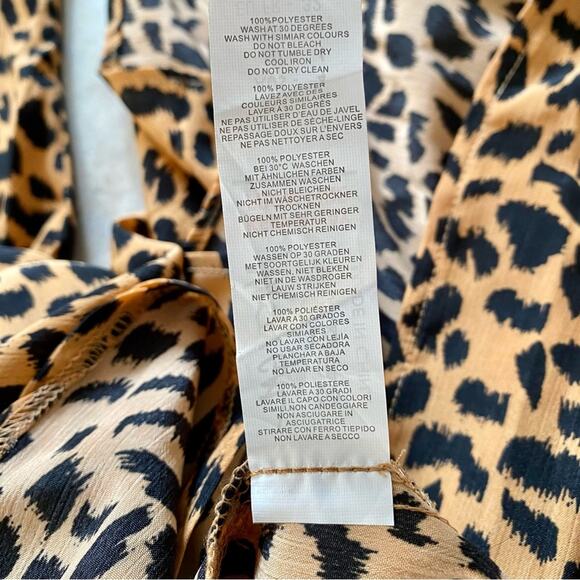 100%POLYESTER
WASH AT 30 DEGREES
WASH WITH SIMIAR COLOURS
DO NOT BLEACH
DO NOT TUMBLE DRY
COOL IRON
DO NOT DRY CLEAN
100% POLYESTER
LAVEZ AVEC DES
COULEURS SIMILAIRES
LAVER À 30 DEGRÉS
NE PAS UTILISER D'EAU DE JAVEL
NE PAS UTILISER DE SÈCHE-LINGE
REPASSAGE DOUX SUR L'ENVERS
NE PAS NETTOYER A SEC
100% POLYESTER
BEI 30°C WASCHEN
MIT ÄHNLICHEN FARBEN
ZUSAMMEN WASCHEN
NICHT BLEICHEN
NICHT IM WÄSCHETROCKNER
TROCKNEN
BÜGELN MIT SEHR GERINGER
TEMPERATUR
NICHT CHEMISCH REINIGEN
100% POLYESTER
WASSEN OP 30 GRADEN
MET SOORTGELIJK KLEUREN
WASSEN, NIET BLEKEN
NIET IN DE WASDROGER
LAUW STRIJKEN
NIET CHEMISCH REINIGEN
100% POLIÉSTER
LAVAR A 30 GRADOS
LAVAR CON COLORES
SIMIARES
NO LAVAR CON LEJÍA
NO USAR SECADORA
PLANCHAR A BAJA
TEMPERATURA
NO LAVAR EN SECO
100% POLIESTERE
LAVARE A 30 GRADI
LAVARE IL CAPO CON COLORI
SIMILI, NON CANDEGGIARE
NON ASCIUGARE IN
ASCIUGATRICE
STIRARE CON FERRO TIEPIDO
NON LAVARE A SECCO